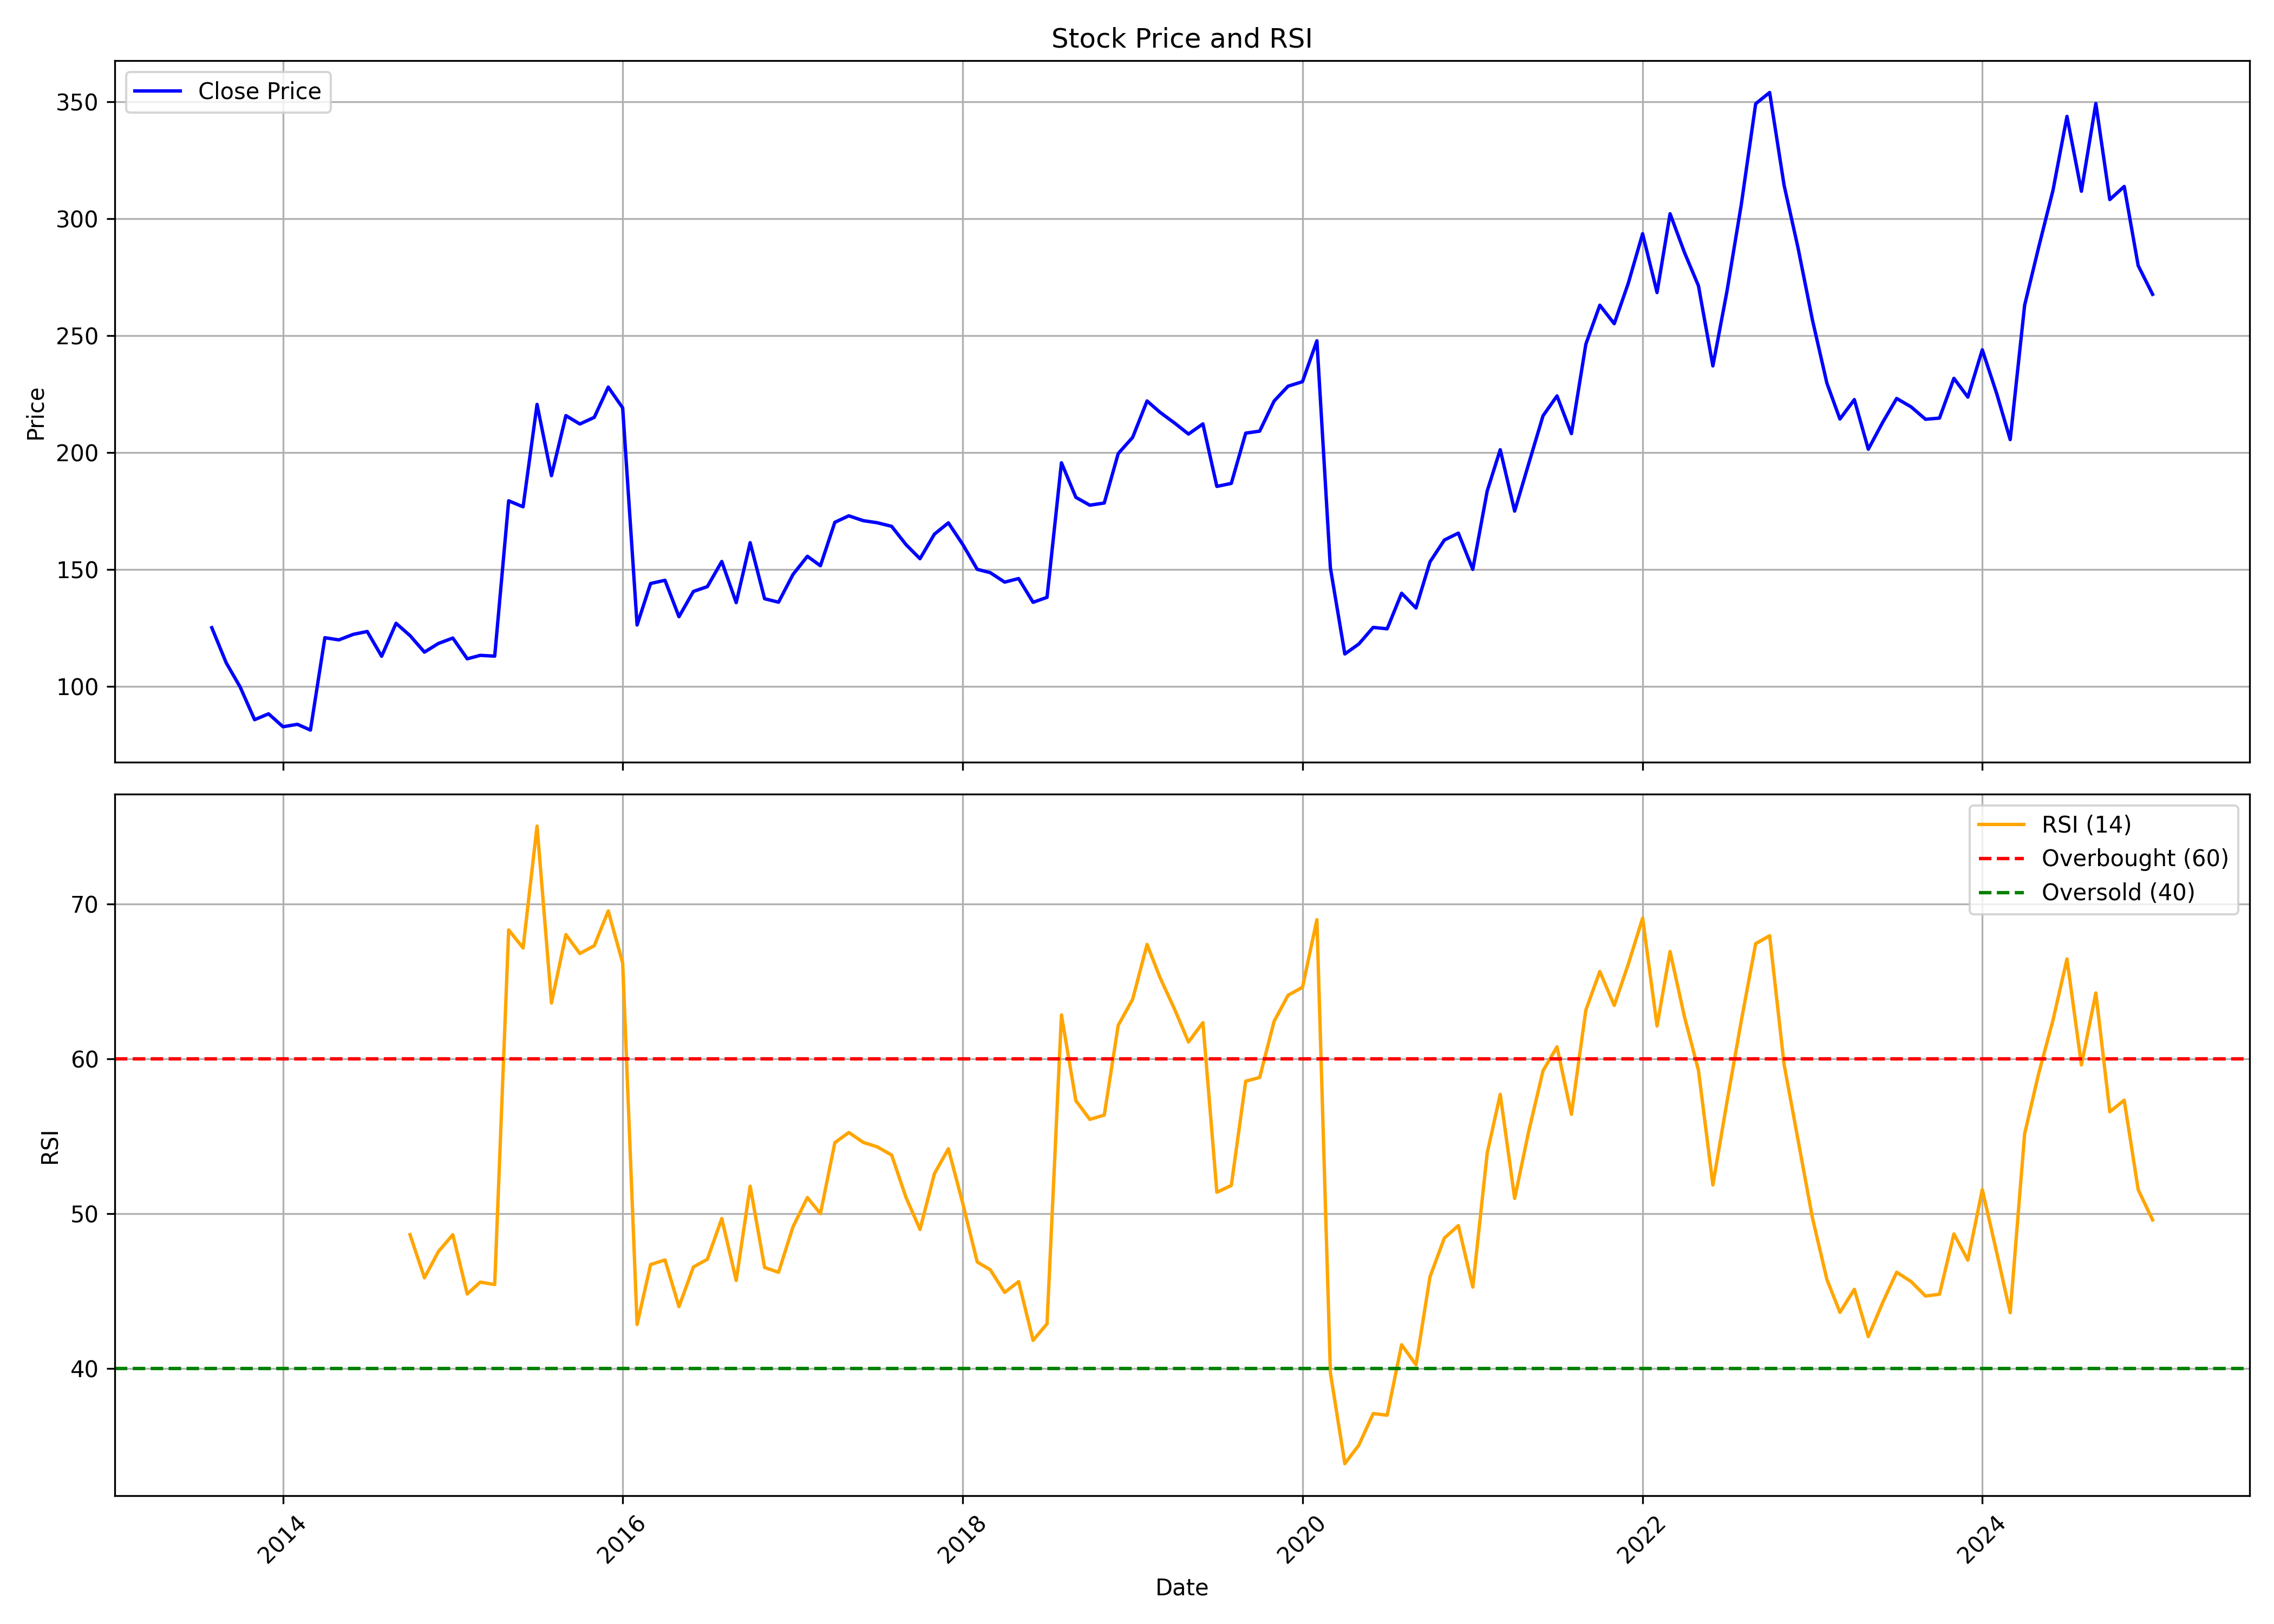 Stock Price and RSI
Close Price
350
300
250
200
150
100
Price
RSI (14)
Overbought (60)
Oversold (40)
70
60
50
40
RSI
2014
2016
2018
2020
2022
2024
Date